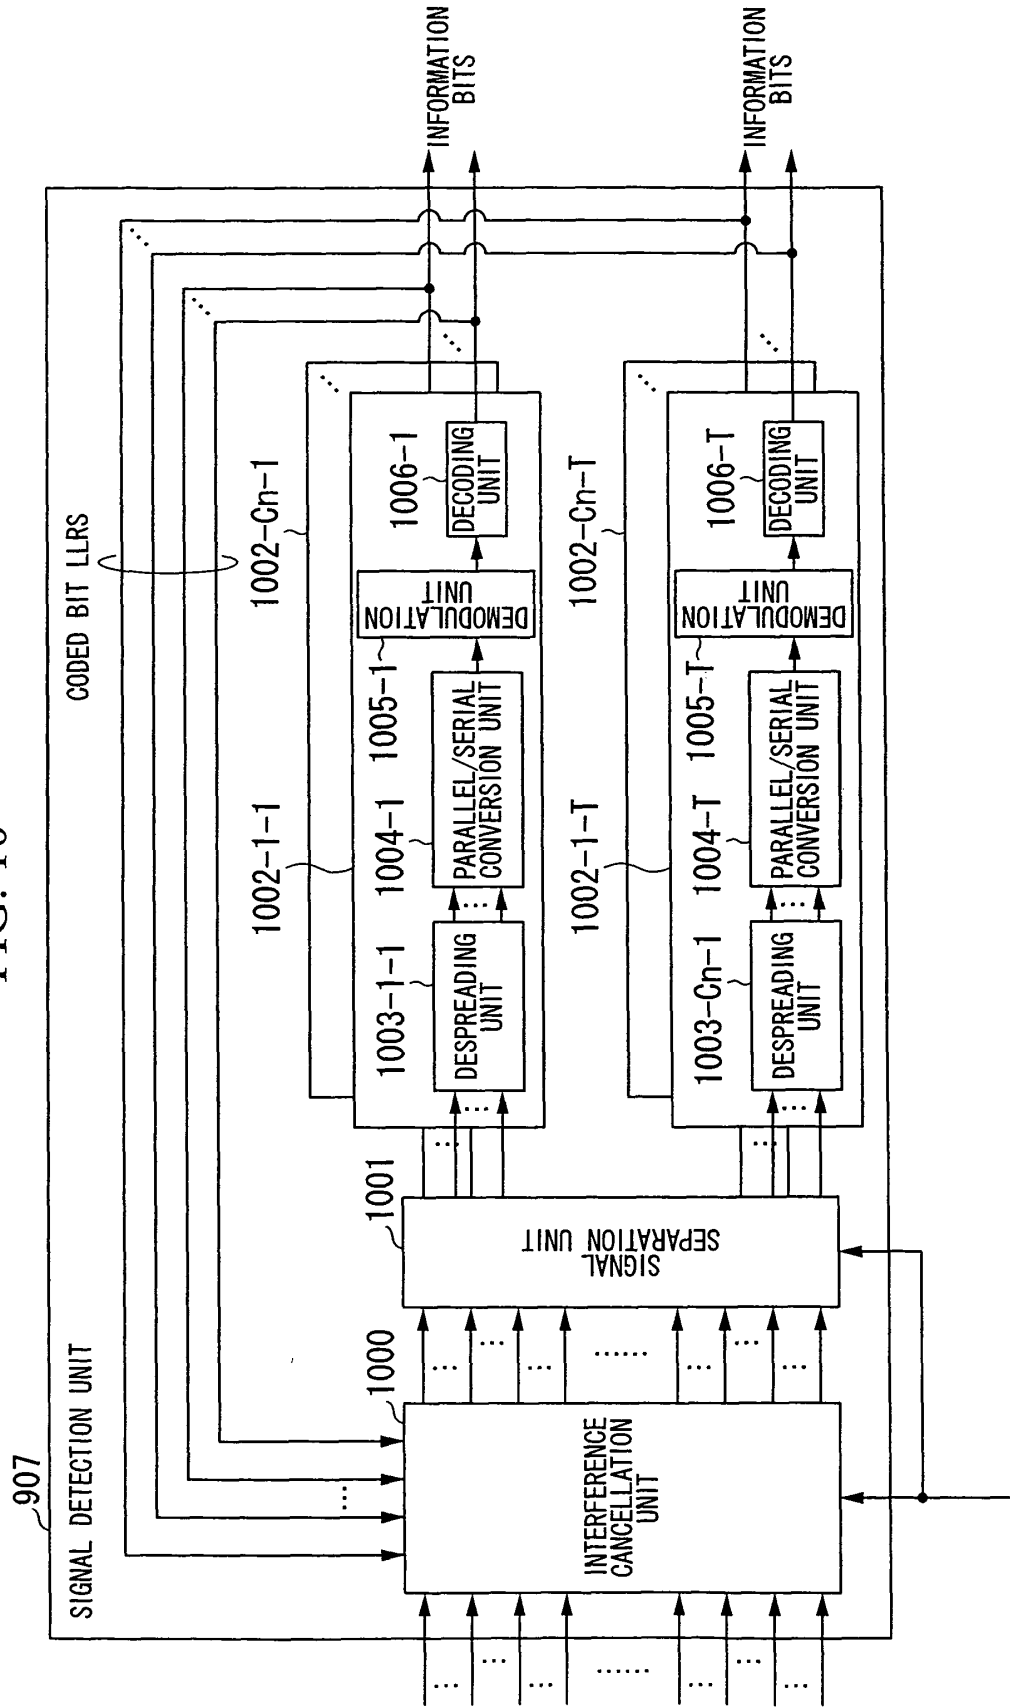 FIG. 10
907
SIGNAL DETECTION UNIT
CODED BIT LLRS
1000
INTERFERENCE
CANCELLATION
UNIT
1001
SIGNAL
SEPARATION UNIT
1002-1-1
1002-Cn-1
1003-1-1
DESPREADING
UNIT
1004-1
PARALLEL/SERIAL
CONVERSION UNIT
1005-1
DEMODULATION
UNIT
1006-1
DECODING
UNIT
INFORMATION
BITS
1002-1-T
1002-Cn-T
1003-Cn-1
DESPREADING
UNIT
1004-T
PARALLEL/SERIAL
CONVERSION UNIT
1005-T
DEMODULATION
UNIT
1006-T
DECODING
UNIT
INFORMATION
BITS